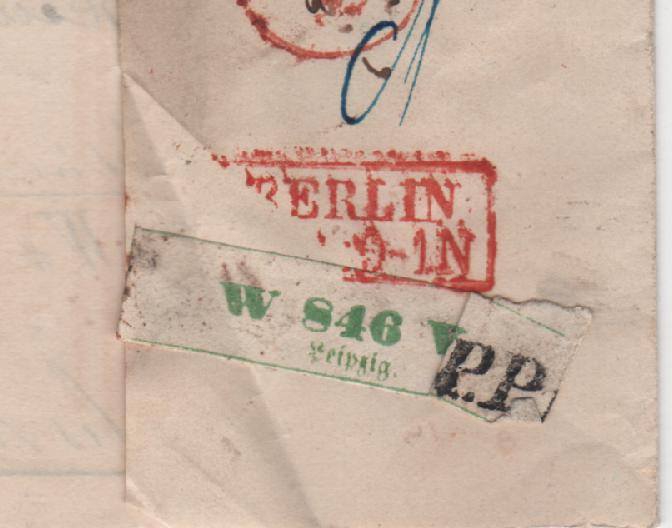 BERLIN
9-1N
W 846 V
Leipzig.
P.P